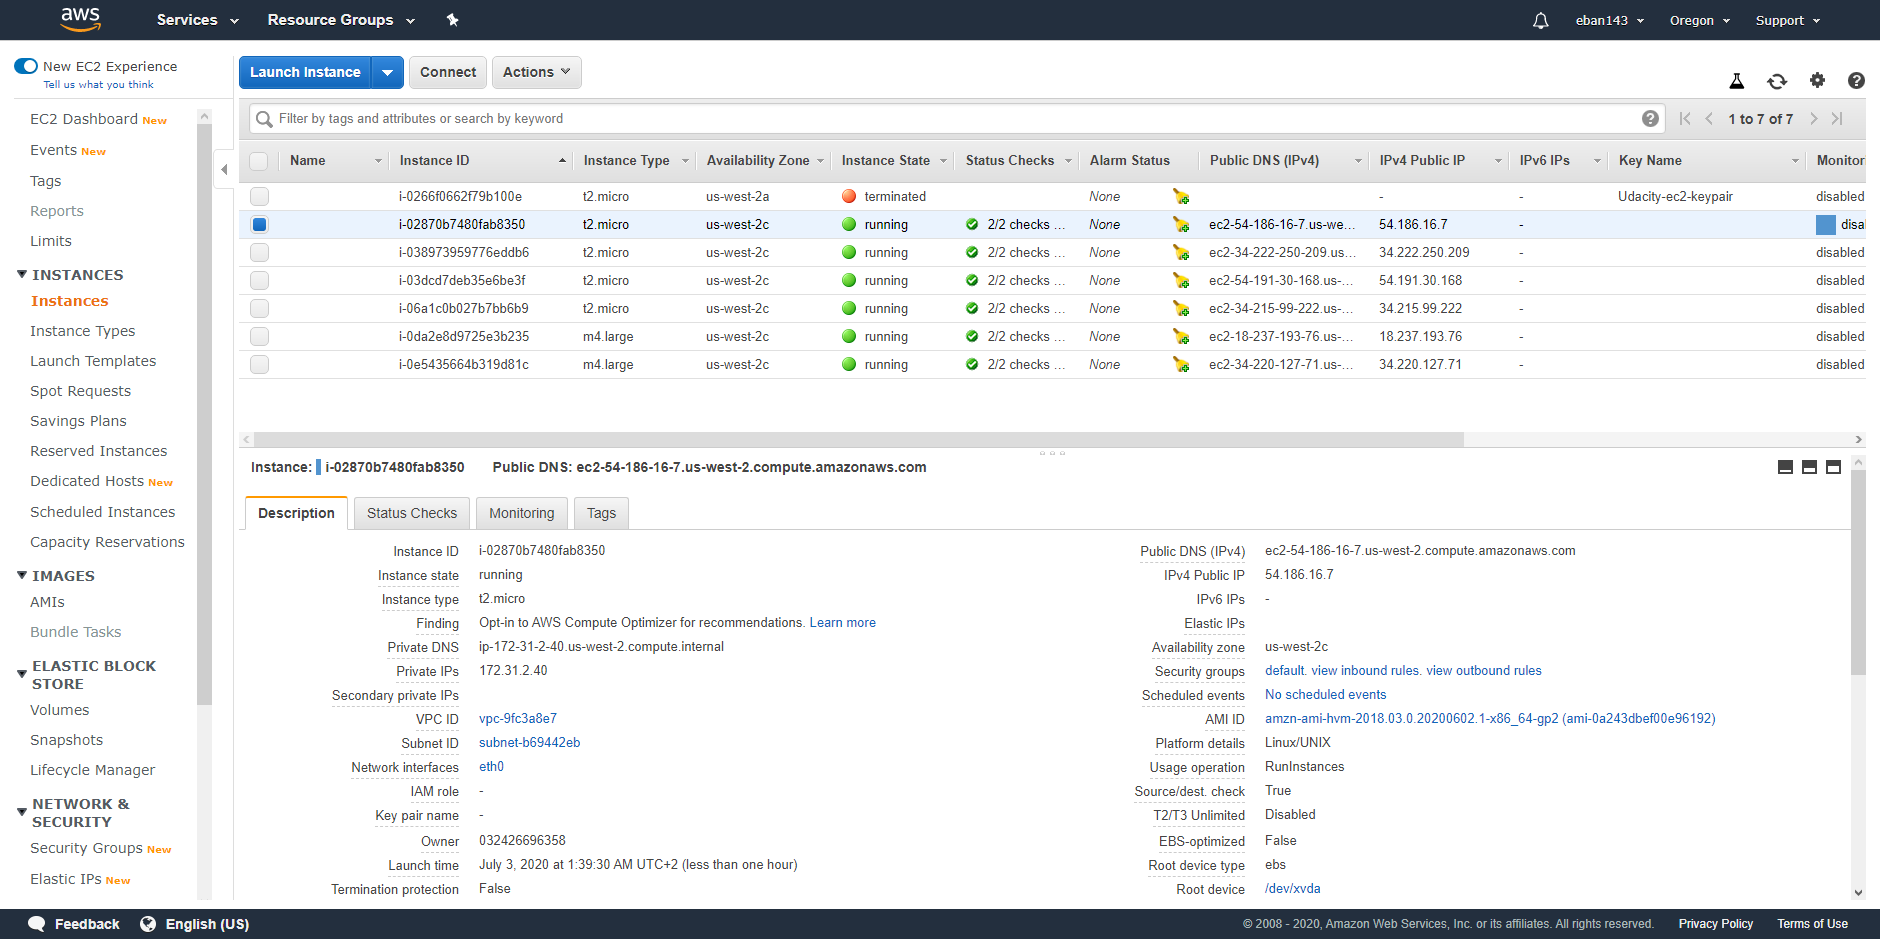 aws Services Resource Groups eban143 Oregon Support
New EC2 Experience
Tell us what you think
EC2 Dashboard New
Events New
Tags
Reports
Limits
INSTANCES
Instances
Instance Types
Launch Templates
Spot Requests
Savings Plans
Reserved Instances
Dedicated Hosts New
Scheduled Instances
Capacity Reservations
IMAGES
AMIs
Bundle Tasks
ELASTIC BLOCK
STORE
Volumes
Snapshots
Lifecycle Manager
NETWORK &
SECURITY
Security Groups New
Elastic IPs New
Launch Instance Connect Actions
Filter by tags and attributes or search by keyword 1 to 7 of 7
Name Instance ID Instance Type Availability Zone Instance State Status Checks Alarm Status Public DNS (IPv4) IPv4 Public IP IPv6 IPs Key Name Monitor
i-0266f0662f79b100e t2.micro us-west-2a terminated None - - Udacity-ec2-keypair disabled
i-02870b7480fab8350 t2.micro us-west-2c running 2/2 checks ... None ec2-54-186-16-7.us-we... 54.186.16.7 - disal
i-038973959776eddb6 t2.micro us-west-2c running 2/2 checks ... None ec2-34-222-250-209.us... 34.222.250.209 - disabled
i-03dcd7deb35e6be3f t2.micro us-west-2c running 2/2 checks ... None ec2-54-191-30-168.us-... 54.191.30.168 - disabled
i-06a1c0b027b7bb6b9 t2.micro us-west-2c running 2/2 checks ... None ec2-34-215-99-222.us-... 34.215.99.222 - disabled
i-0da2e8d9725e3b235 m4.large us-west-2c running 2/2 checks ... None ec2-18-237-193-76.us-... 18.237.193.76 - disabled
i-0e5435664b319d81c m4.large us-west-2c running 2/2 checks ... None ec2-34-220-127-71.us-... 34.220.127.71 - disabled
Instance: i-02870b7480fab8350 Public DNS: ec2-54-186-16-7.us-west-2.compute.amazonaws.com
Description Status Checks Monitoring Tags
Instance ID i-02870b7480fab8350
Instance state running
Instance type t2.micro
Finding Opt-in to AWS Compute Optimizer for recommendations. Learn more
Private DNS ip-172-31-2-40.us-west-2.compute.internal
Private IPs 172.31.2.40
Secondary private IPs
VPC ID vpc-9fc3a8e7
Subnet ID subnet-b69442eb
Network interfaces eth0
IAM role -
Key pair name -
Owner 032426696358
Launch time July 3, 2020 at 1:39:30 AM UTC+2 (less than one hour)
Termination protection False
Public DNS (IPv4) ec2-54-186-16-7.us-west-2.compute.amazonaws.com
IPv4 Public IP 54.186.16.7
IPv6 IPs -
Elastic IPs
Availability zone us-west-2c
Security groups default. view inbound rules. view outbound rules
Scheduled events No scheduled events
AMI ID amzn-ami-hvm-2018.03.0.20200602.1-x86_64-gp2 (ami-0a243dbef00e96192)
Platform details Linux/UNIX
Usage operation RunInstances
Source/dest. check True
T2/T3 Unlimited Disabled
EBS-optimized False
Root device type ebs
Root device /dev/xvda
Feedback English (US) © 2008 - 2020, Amazon Web Services, Inc. or its affiliates. All rights reserved. Privacy Policy Terms of Use